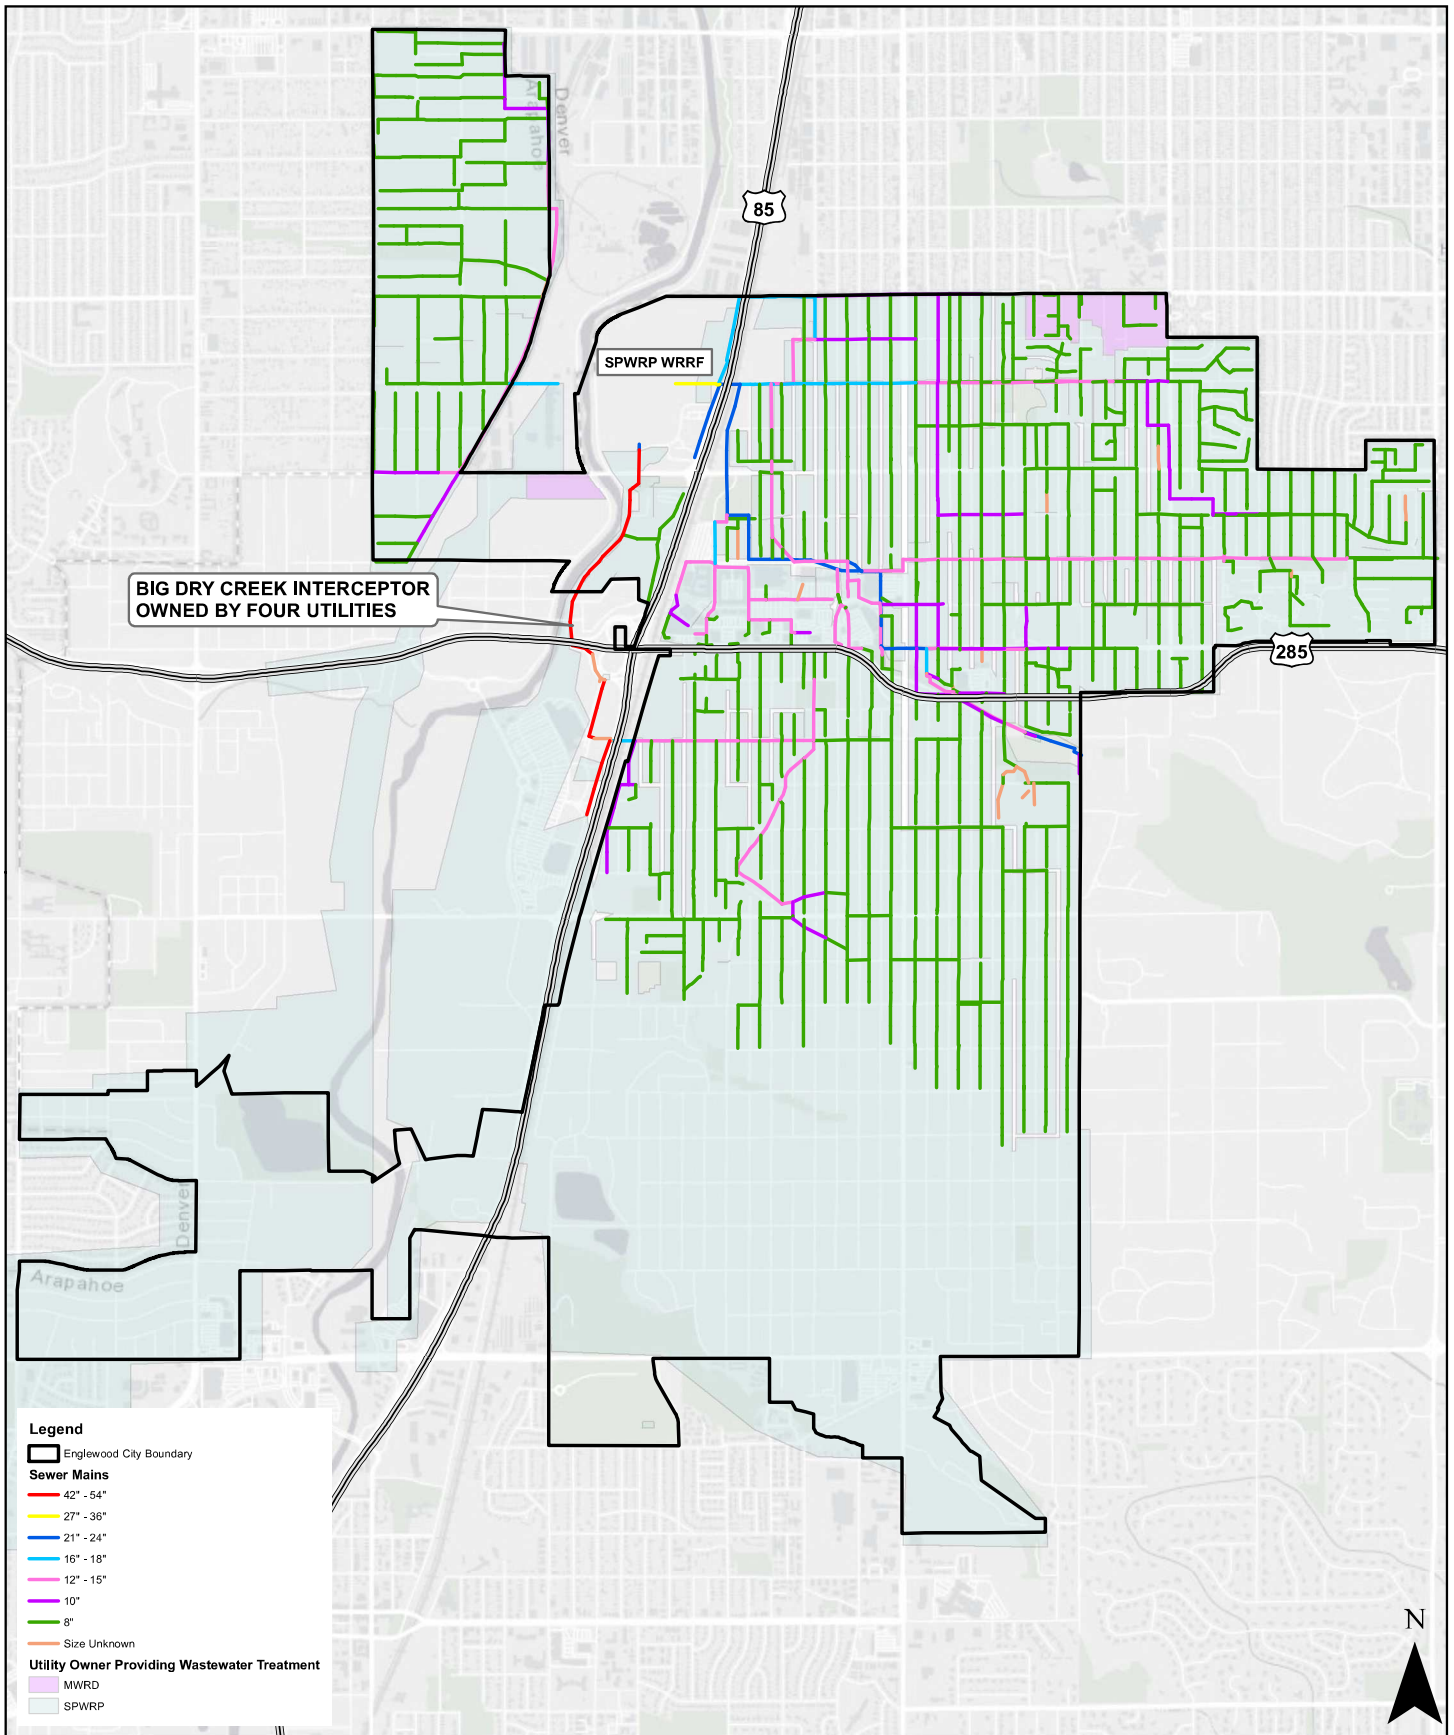 Denver
Arapahoe
85
SPWRP WRRF
BIG DRY CREEK INTERCEPTOR
OWNED BY FOUR UTILITIES
285
Denver
Arapahoe
Legend
Englewood City Boundary
Sewer Mains
42" - 54"
27" - 36"
21" - 24"
16" - 18"
12" - 15"
10"
8"
Size Unknown
Utility Owner Providing Wastewater Treatment
MWRD
SPWRP
N